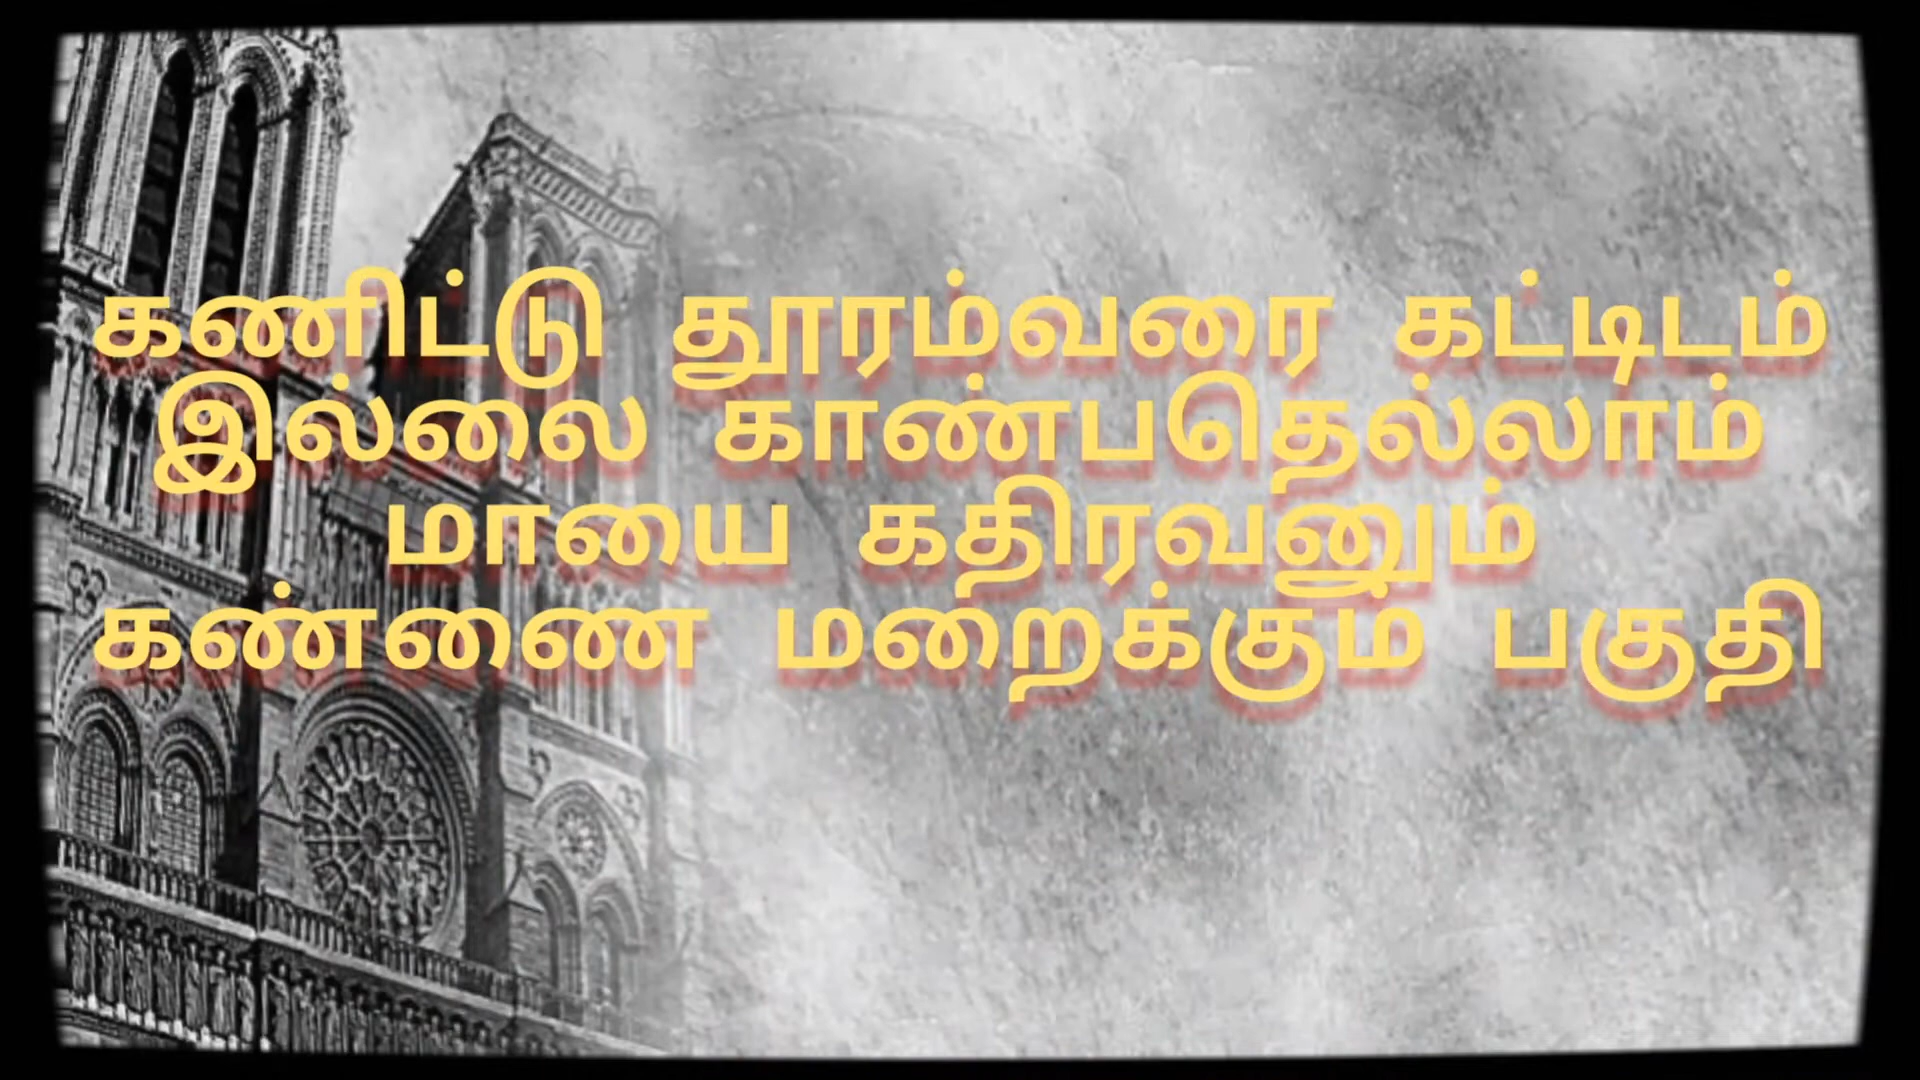 கணிட்டு தூரம்வரை கட்டிடம்
இல்லை காண்பதெல்லாம்
மாயை கதிரவனும்
கண்ணை மறைக்கும் பகுதி